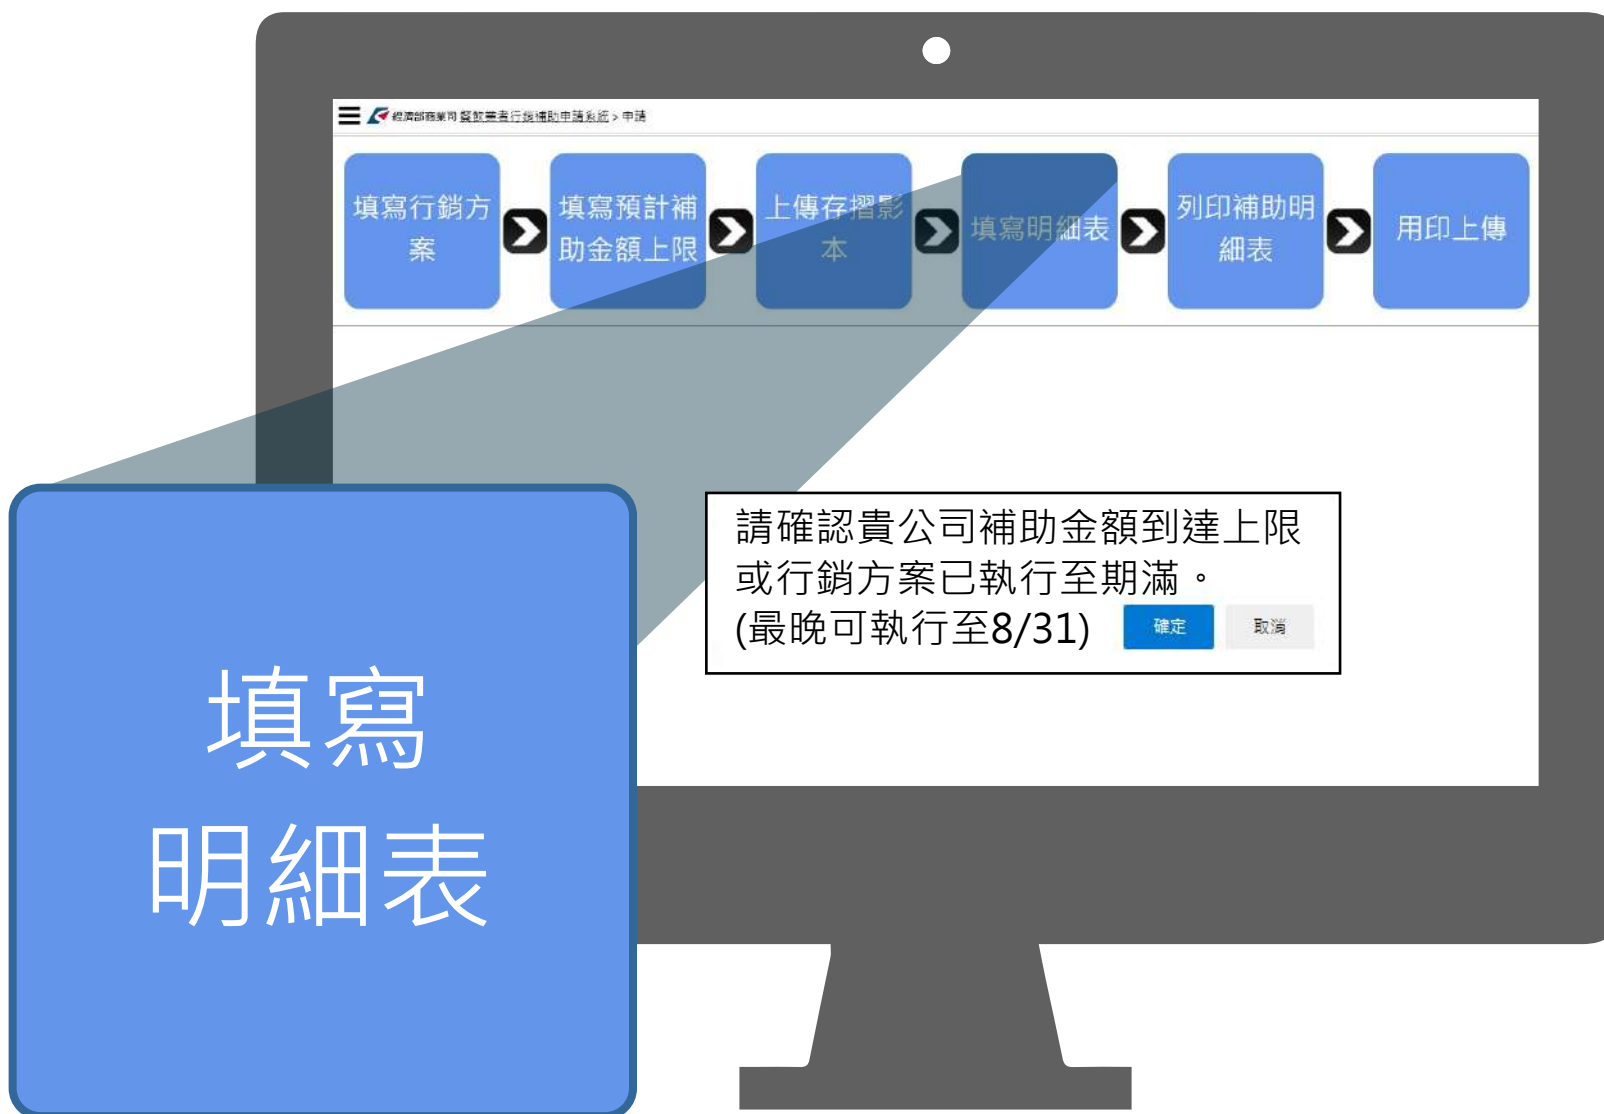 經濟部商業司 餐飲業者行銷補助申請系統 > 申請
填寫行銷方
案
填寫預計補
助金額上限
上傳存摺影
本
填寫明細表
列印補助明
細表
用印上傳
請確認貴公司補助金額到達上限
或行銷方案已執行至期滿。
(最晚可執行至8/31)
確定
取消
填寫
明細表